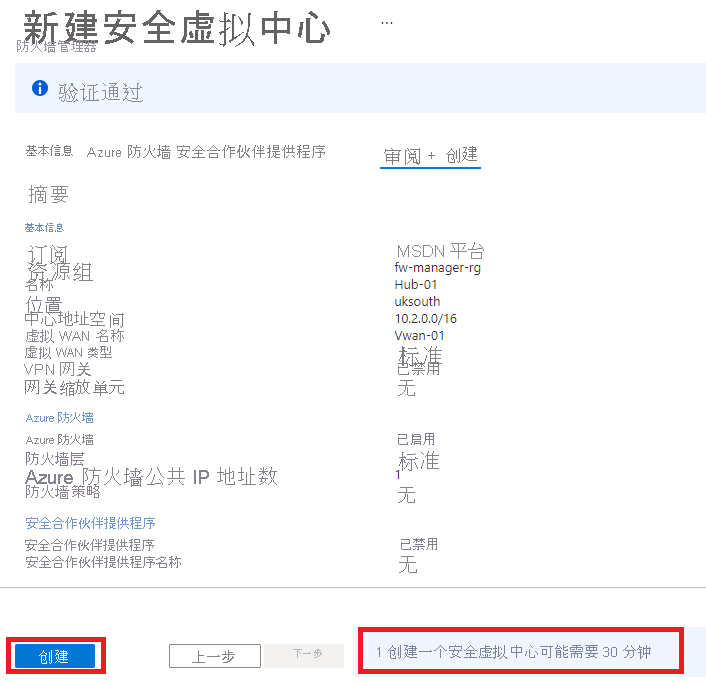 新建安全虚拟中心 ...
防火墙管理器
验证通过
基本信息 Azure 防火墙 安全合作伙伴提供程序 审阅 + 创建
摘要
基本信息
订阅 MSDN 平台
资源组 fw-manager-rg
名称 Hub-01
位置 uksouth
中心地址空间 10.2.0.0/16
虚拟 WAN 名称 Vwan-01
虚拟 WAN 类型 标准
VPN 网关 已禁用
网关缩放单元 无
Azure 防火墙
Azure 防火墙 已启用
防火墙层 标准
Azure 防火墙公共 IP 地址数 1
防火墙策略 无
安全合作伙伴提供程序
安全合作伙伴提供程序 已禁用
安全合作伙伴提供程序名称 无
创建 上一步 下一步 1 创建一个安全虚拟中心可能需要 30 分钟